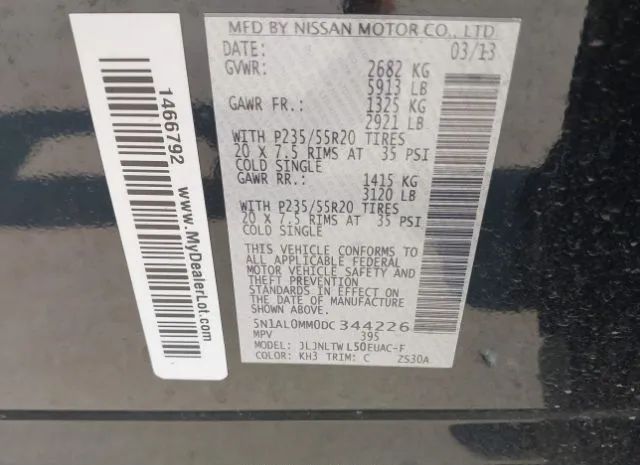 MFD BY NISSAN MOTOR CO., LTD
DATE: 03/13
GVWR: 2682 KG
5913 LB
GAWR FR.: 1325 KG
2921 LB
WITH P235/55R20 TIRES
20 X 7.5 RIMS AT 35 PSI
COLD SINGLE
GAWR RR.: 1415 KG
3120 LB
WITH P235/55R20 TIRES
20 X 7.5 RIMS AT 35 PSI
COLD SINGLE
THIS VEHICLE CONFORMS TO
ALL APPLICABLE FEDERAL
MOTOR VEHICLE SAFETY AND
THEFT PREVENTION
STANDARDS IN EFFECT ON THE
DATE OF MANUFACTURE SHOWN
ABOVE.
5N1AL0MM0DC344226
MPV 395
MODEL: JLJNLTWL50EUAC-F
COLOR: KH3 TRIM: C ZS30A
1466792
www.MyDealerLot.com